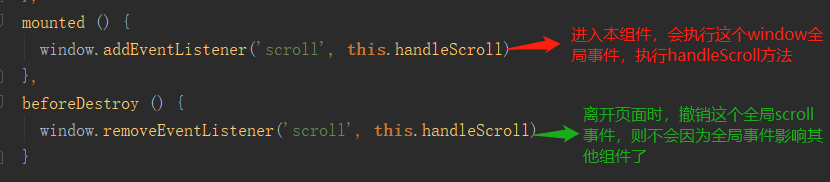 },
mounted () {
window.addEventListener('scroll', this.handleScroll)
进入本组件，会执行这个window全
局事件，执行handleScroll方法
},
beforeDestroy () {
window.removeEventListener('scroll', this.handleScroll)
离开页面时，撤销这个全局scroll
事件，则不会因为全局事件影响其
他组件了
}